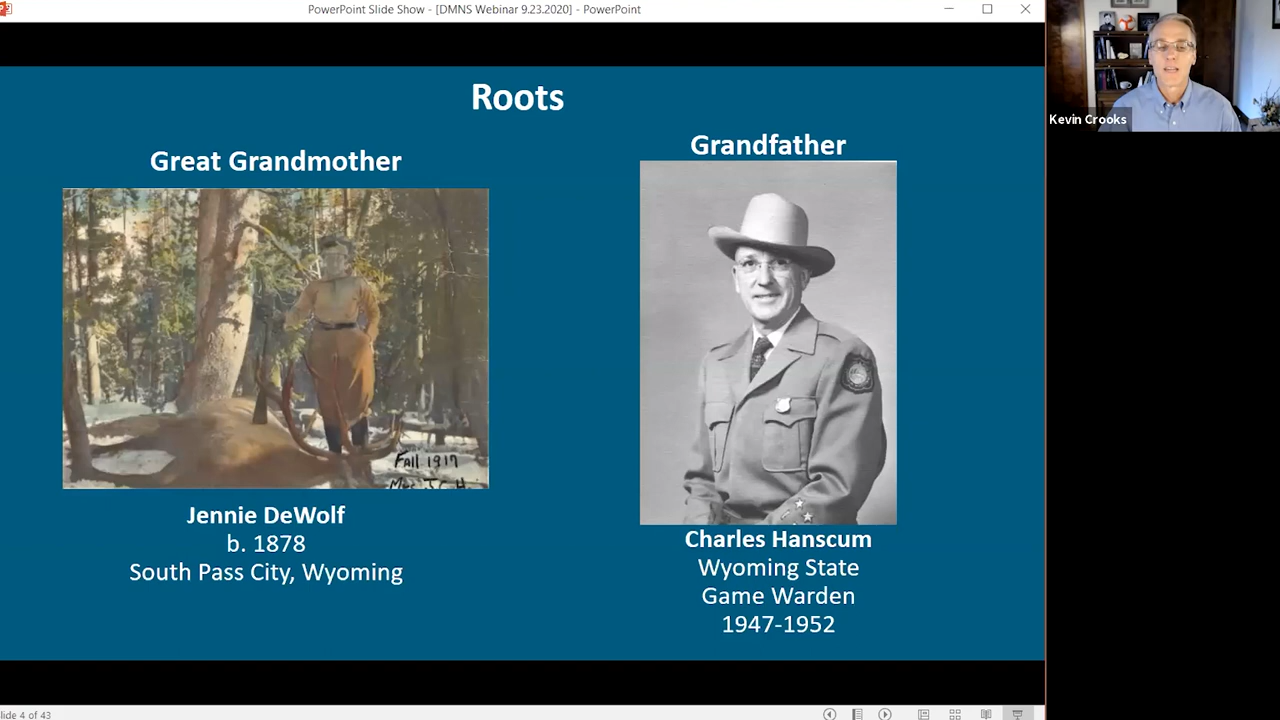 PowerPoint Slide Show - [DMNS Webinar 9.23.2020] - PowerPoint
Kevin Crooks
Roots
Great Grandmother
Grandfather
Fall 1917
Mrs J. C. H.
Jennie DeWolf
b. 1878
South Pass City, Wyoming
Charles Hanscum
Wyoming State
Game Warden
1947-1952
lide 4 of 43